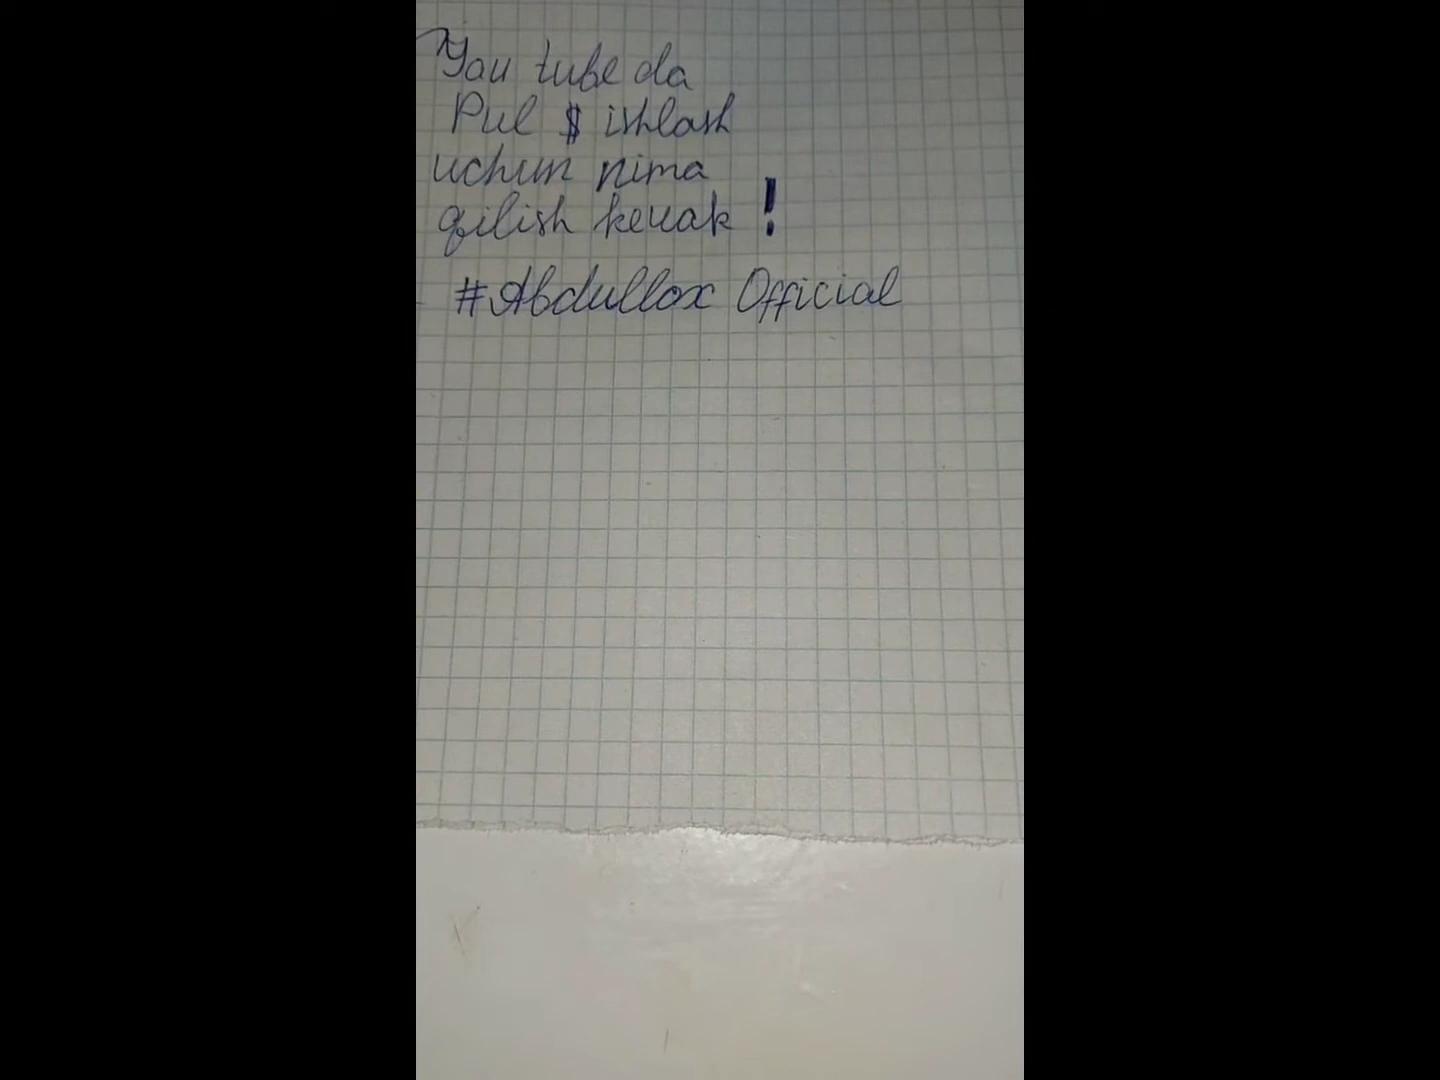 You tube da
Pul $ ishlash
uchun nima
qilish kerak !
#Abdullox Official